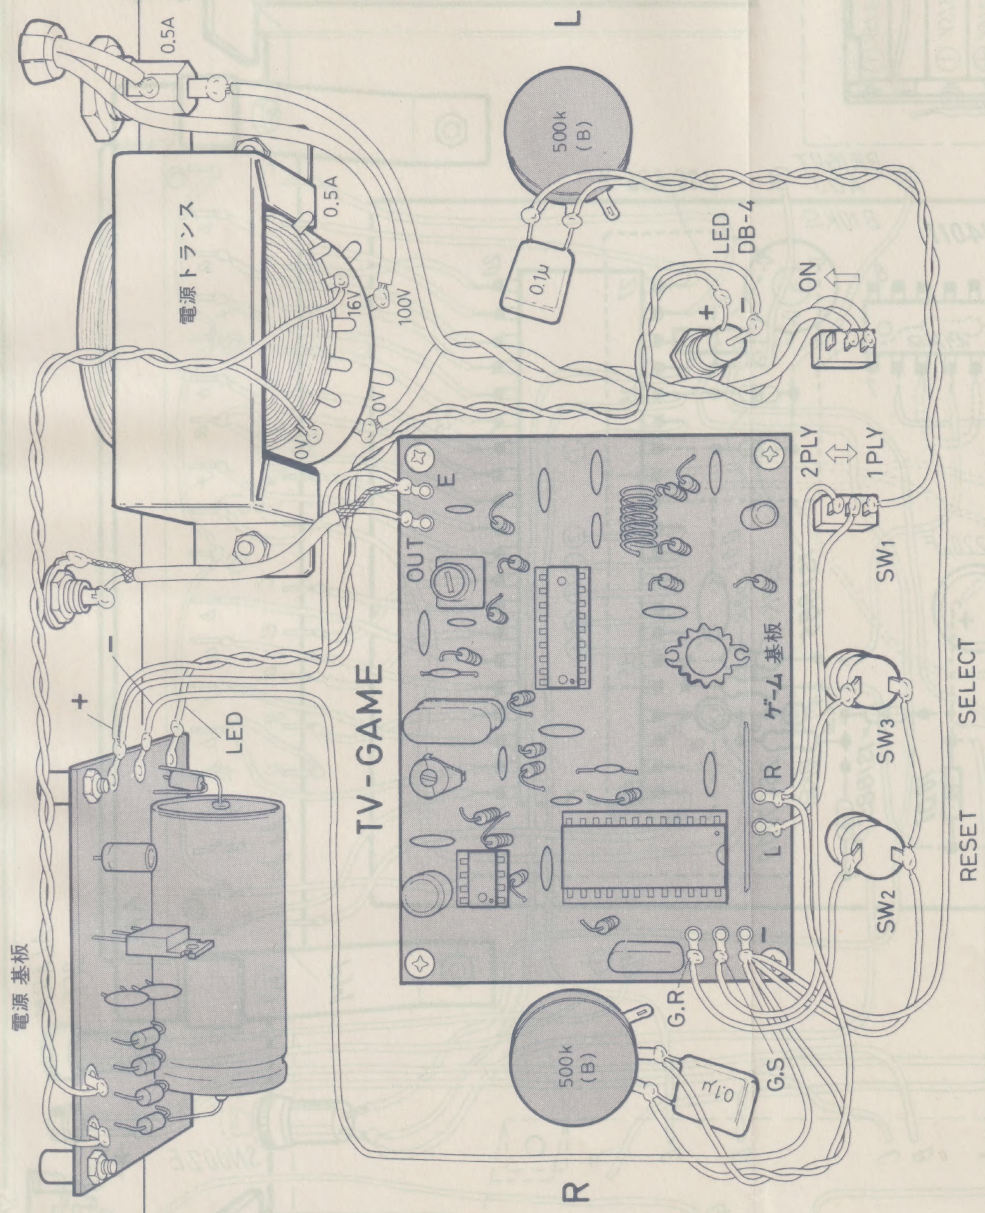 電源 基板
+
−
LED
0.5A
電源トランス
0.5A
0V
16V
0V
100V
TV-GAME
OUT
E
R
500k
(B)
0.1μ
L
500k
(B)
0.1μ
G.R
G.S
−
L
R
ゲーム基板
LED
DB-4
+
−
ON
2PLY
1PLY
SW2
SW3
SW1
RESET
SELECT